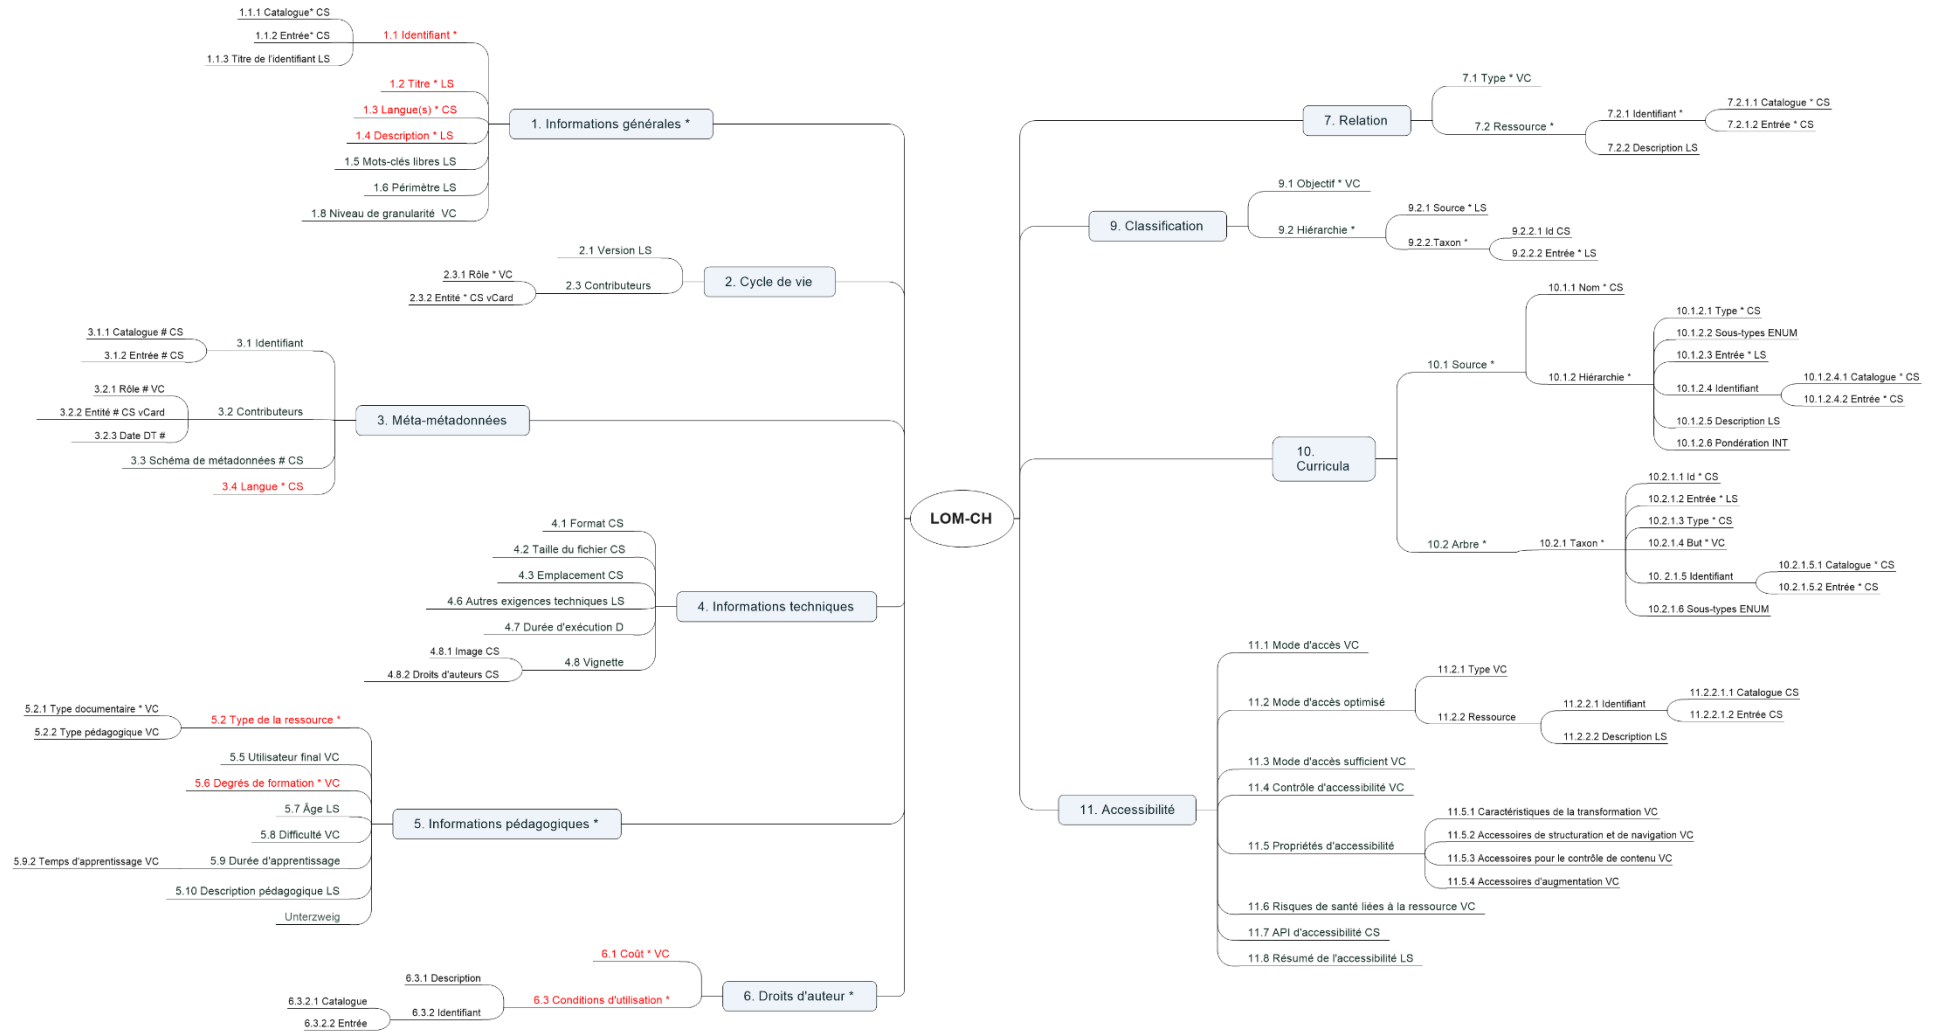 LOM-CH
1. Informations générales *
1.1 Identifiant *
1.1.1 Catalogue* CS
1.1.2 Entrée* CS
1.1.3 Titre de l'identifiant LS
1.2 Titre * LS
1.3 Langue(s) * CS
1.4 Description * LS
1.5 Mots-clés libres LS
1.6 Périmètre LS
1.8 Niveau de granularité  VC
2. Cycle de vie
2.1 Version LS
2.3 Contributeurs
2.3.1 Rôle * VC
2.3.2 Entité * CS vCard
3. Méta-métadonnées
3.1 Identifiant
3.1.1 Catalogue # CS
3.1.2 Entrée # CS
3.2 Contributeurs
3.2.1 Rôle # VC
3.2.2 Entité # CS vCard
3.2.3 Date DT #
3.3 Schéma de métadonnées # CS
3.4 Langue * CS
4. Informations techniques
4.1 Format CS
4.2 Taille du fichier CS
4.3 Emplacement CS
4.6 Autres exigences techniques LS
4.7 Durée d'exécution D
4.8 Vignette
4.8.1 Image CS
4.8.2 Droits d'auteurs CS
5. Informations pédagogiques *
5.2 Type de la ressource *
5.2.1 Type documentaire * VC
5.2.2 Type pédagogique VC
5.5 Utilisateur final VC
5.6 Degrés de formation * VC
5.7 Âge LS
5.8 Difficulté VC
5.9 Durée d'apprentissage
5.9.2 Temps d'apprentissage VC
5.10 Description pédagogique LS
Unterzweig
6. Droits d'auteur *
6.1 Coût * VC
6.3 Conditions d'utilisation *
6.3.1 Description
6.3.2 Identifiant
6.3.2.1 Catalogue
6.3.2.2 Entrée
7. Relation
7.1 Type * VC
7.2 Ressource *
7.2.1 Identifiant *
7.2.1.1 Catalogue * CS
7.2.1.2 Entrée * CS
7.2.2 Description LS
9. Classification
9.1 Objectif * VC
9.2 Hiérarchie *
9.2.1 Source * LS
9.2.2.Taxon *
9.2.2.1 Id CS
9.2.2.2 Entrée * LS
10.
Curricula
10.1 Source *
10.1.1 Nom * CS
10.1.2 Hiérarchie *
10.1.2.1 Type * CS
10.1.2.2 Sous-types ENUM
10.1.2.3 Entrée * LS
10.1.2.4 Identifiant
10.1.2.4.1 Catalogue * CS
10.1.2.4.2 Entrée * CS
10.1.2.5 Description LS
10.1.2.6 Pondération INT
10.2 Arbre *
10.2.1 Taxon *
10.2.1.1 Id * CS
10.2.1.2 Entrée * LS
10.2.1.3 Type * CS
10.2.1.4 But * VC
10. 2.1.5 Identifiant
10.2.1.5.1 Catalogue * CS
10.2.1.5.2 Entrée * CS
10.2.1.6 Sous-types ENUM
11. Accessibilité
11.1 Mode d'accès VC
11.2 Mode d'accès optimisé
11.2.1 Type VC
11.2.2 Ressource
11.2.2.1 Identifiant
11.2.2.1.1 Catalogue CS
11.2.2.1.2 Entrée CS
11.2.2.2 Description LS
11.3 Mode d'accès sufficient VC
11.4 Contrôle d'accessibilité VC
11.5 Propriétés d'accessibilité
11.5.1 Caractéristiques de la transformation VC
11.5.2 Accessoires de structuration et de navigation VC
11.5.3 Accessoires pour le contrôle de contenu VC
11.5.4 Accessoires d'augmentation VC
11.6 Risques de santé liées à la ressource VC
11.7 API d'accessibilité CS
11.8 Résumé de l'accessibilité LS